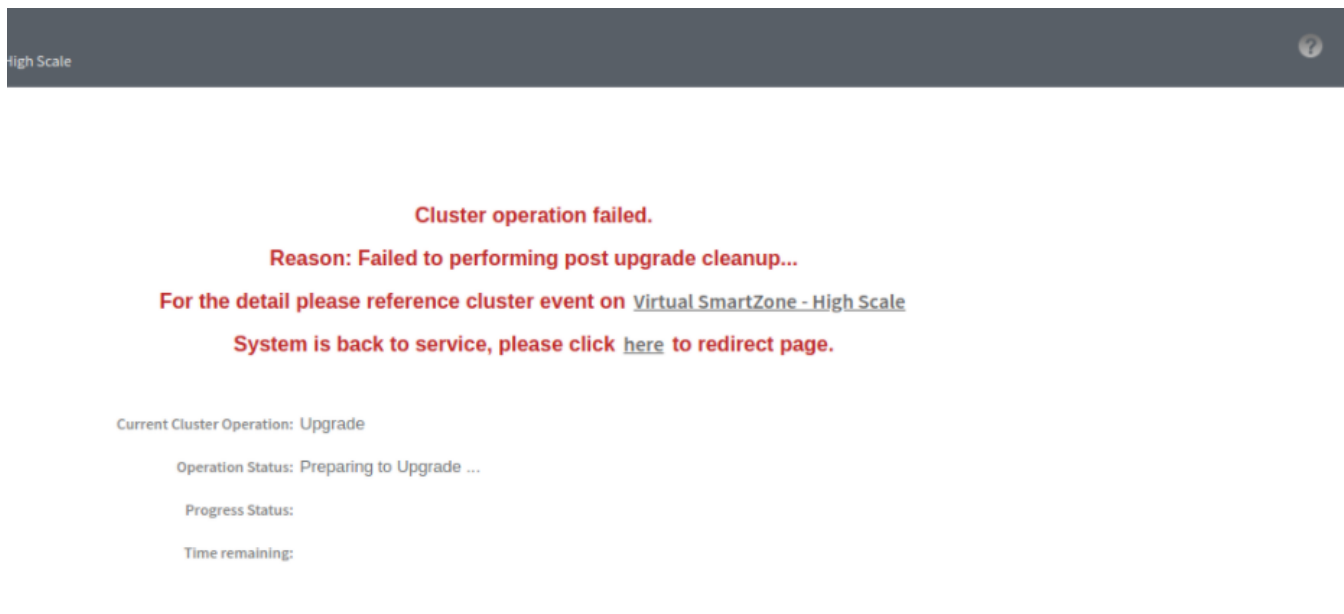 High Scale
?
Cluster operation failed.
Reason: Failed to performing post upgrade cleanup...
For the detail please reference cluster event on Virtual SmartZone - High Scale
System is back to service, please click here to redirect page.
Current Cluster Operation: Upgrade
Operation Status: Preparing to Upgrade ...
Progress Status:
Time remaining: